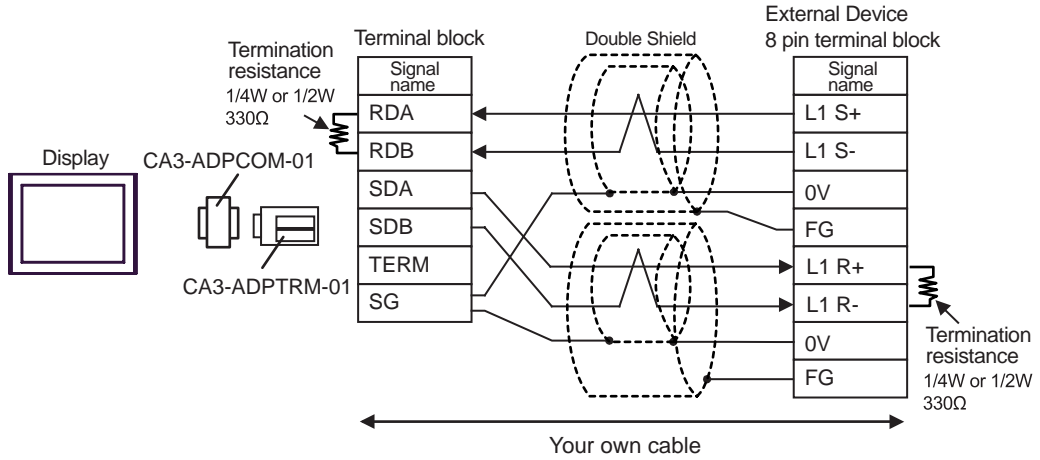 External Device
8 pin terminal block
Terminal block
Double Shield
Termination
resistance
1/4W or 1/2W
330Ω
Signal
name
RDA
RDB
SDA
SDB
TERM
SG
Signal
name
L1 S+
L1 S-
0V
FG
L1 R+
L1 R-
0V
FG
Display
CA3-ADPCOM-01
CA3-ADPTRM-01
Termination
resistance
1/4W or 1/2W
330Ω
Your own cable